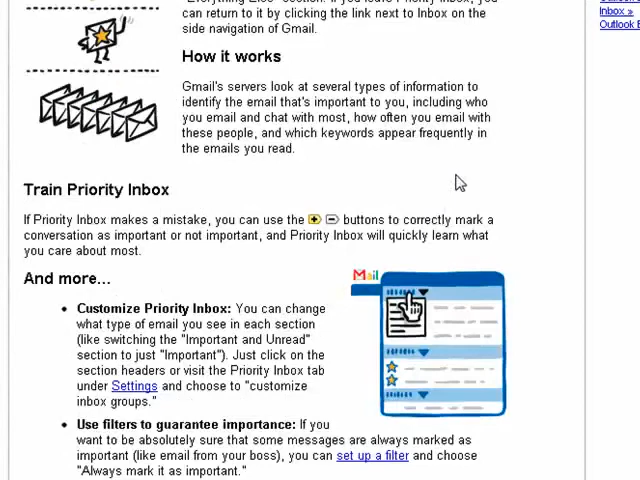 "Everything Else" section. If you leave Priority Inbox, you
can return to it by clicking the link next to Inbox on the
side navigation of Gmail.
How it works
Gmail's servers look at several types of information to
identify the email that's important to you, including who
you email and chat with most, how often you email with
these people, and which keywords appear frequently in
the emails you read.
Train Priority Inbox
If Priority Inbox makes a mistake, you can use the buttons to correctly mark a
conversation as important or not important, and Priority Inbox will quickly learn what
you care about most.
And more...
Mail
Customize Priority Inbox: You can change
what type of email you see in each section
(like switching the "Important and Unread"
section to just "Important"). Just click on the
section headers or visit the Priority Inbox tab
under Settings and choose to "customize
inbox groups."
Use filters to guarantee importance: If you
want to be absolutely sure that some messages are always marked as
important (like email from your boss), you can set up a filter and choose
"Always mark it as important."
Inbox »
Outlook E